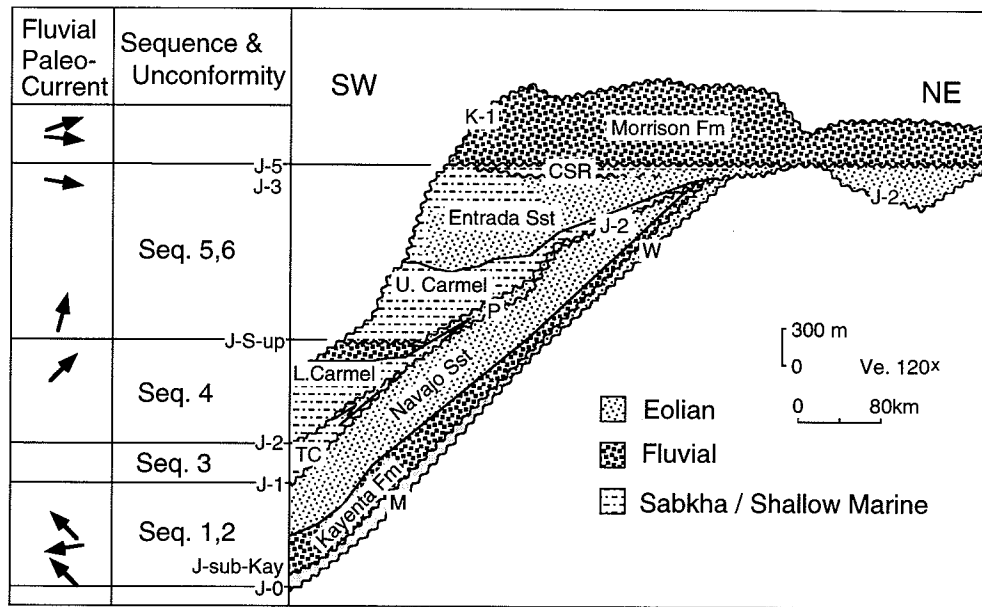 Fluvial
Paleo-
Current
Sequence &
Unconformity
SW
NE
K-1
Morrison Fm
J-5
J-3
CSR
Entrada Sst
J-2
J-2
W
Seq. 5,6
U. Carmel
P
J-S-up
L.Carmel
Navajo Sst
Seq. 4
J-2
TC
Seq. 3
J-1
Kayenta Fm
M
Seq. 1,2
J-sub-Kay
J-0
300 m
0
Ve. 120x
0 80km
Eolian
Fluvial
Sabkha / Shallow Marine